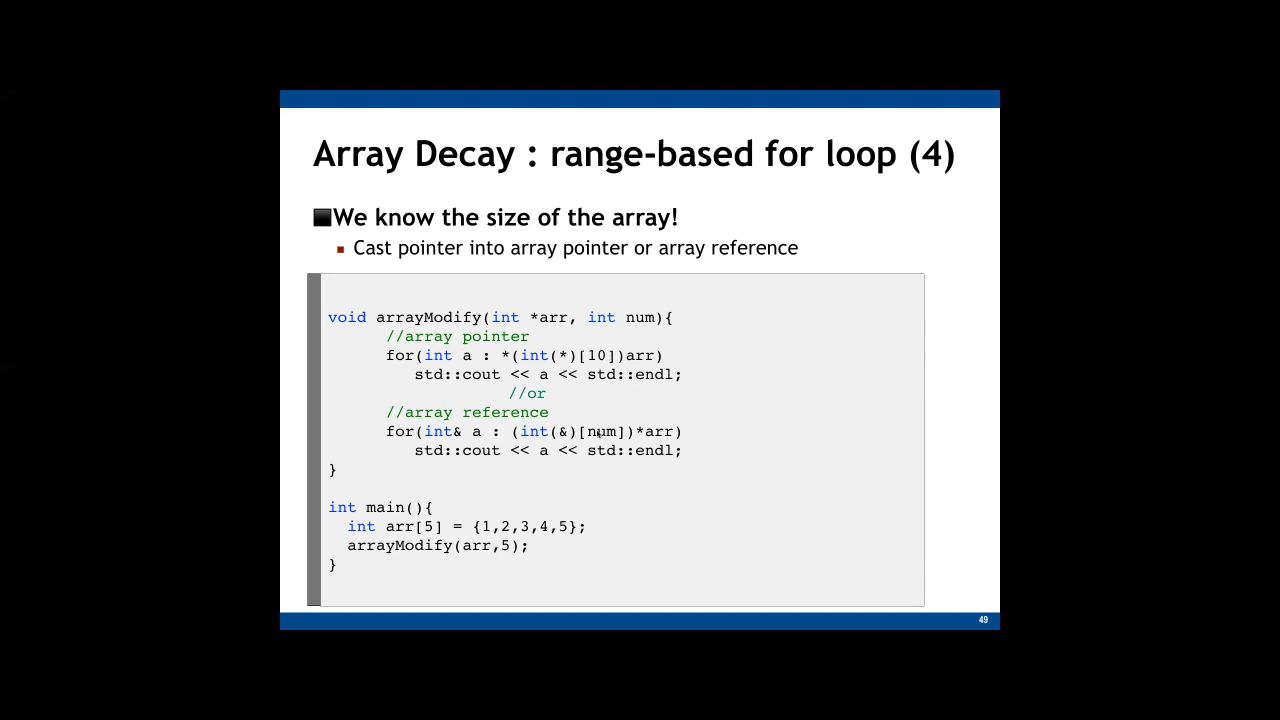 Array Decay : range-based for loop (4)
We know the size of the array!
Cast pointer into array pointer or array reference
void arrayModify(int *arr, int num){
//array pointer
for(int a : *(int(*)[10])arr)
std::cout << a << std::endl;
//or
//array reference
for(int& a : (int(&)[num])*arr)
std::cout << a << std::endl;
}
int main(){
int arr[5] = {1,2,3,4,5};
arrayModify(arr,5);
}
49